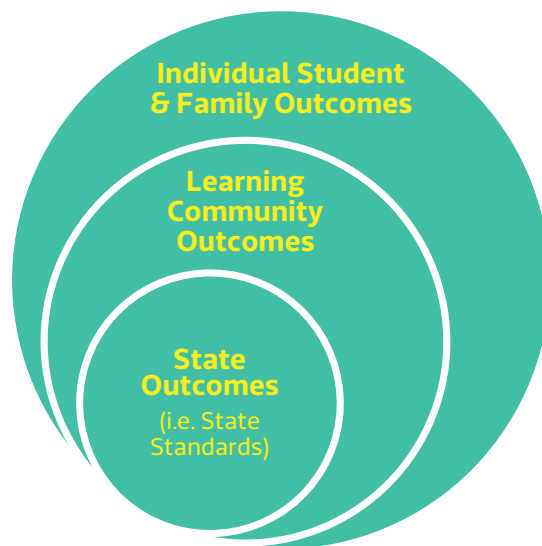 Individual Student
& Family Outcomes
Learning
Community
Outcomes
State
Outcomes
(i.e. State
Standards)